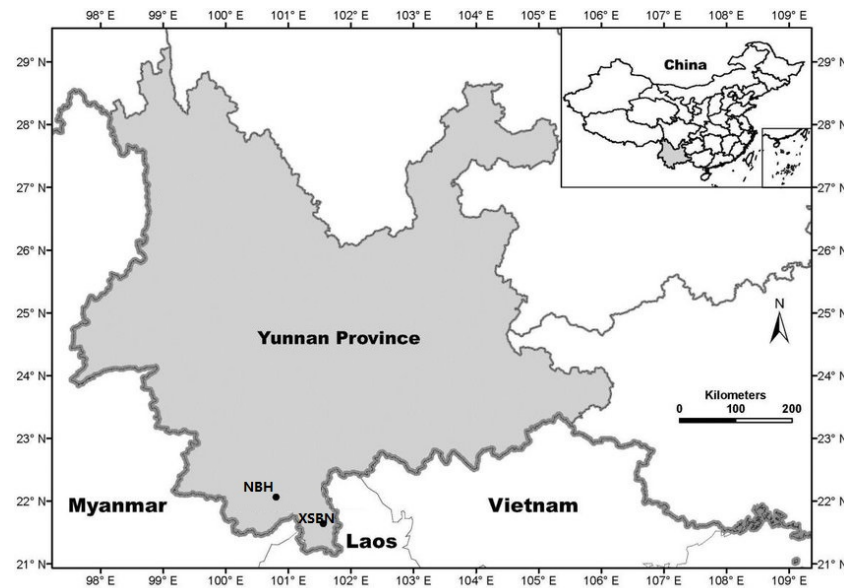 98° E 99° E 100° E 101° E 102° E 103° E 104° E 105° E 106° E 107° E 108° E 109° E
29° N 29° N
China
28° N 28° N
27° N 27° N
26° N 26° N
25° N 25° N
N
Yunnan Province
24° N 24° N
Kilometers
0 100 200
23° N 23° N
NBH
22° N Myanmar Vietnam 22° N
XSBN
Laos
21° N 21° N
98° E 99° E 100° E 101° E 102° E 103° E 104° E 105° E 106° E 107° E 108° E 109° E